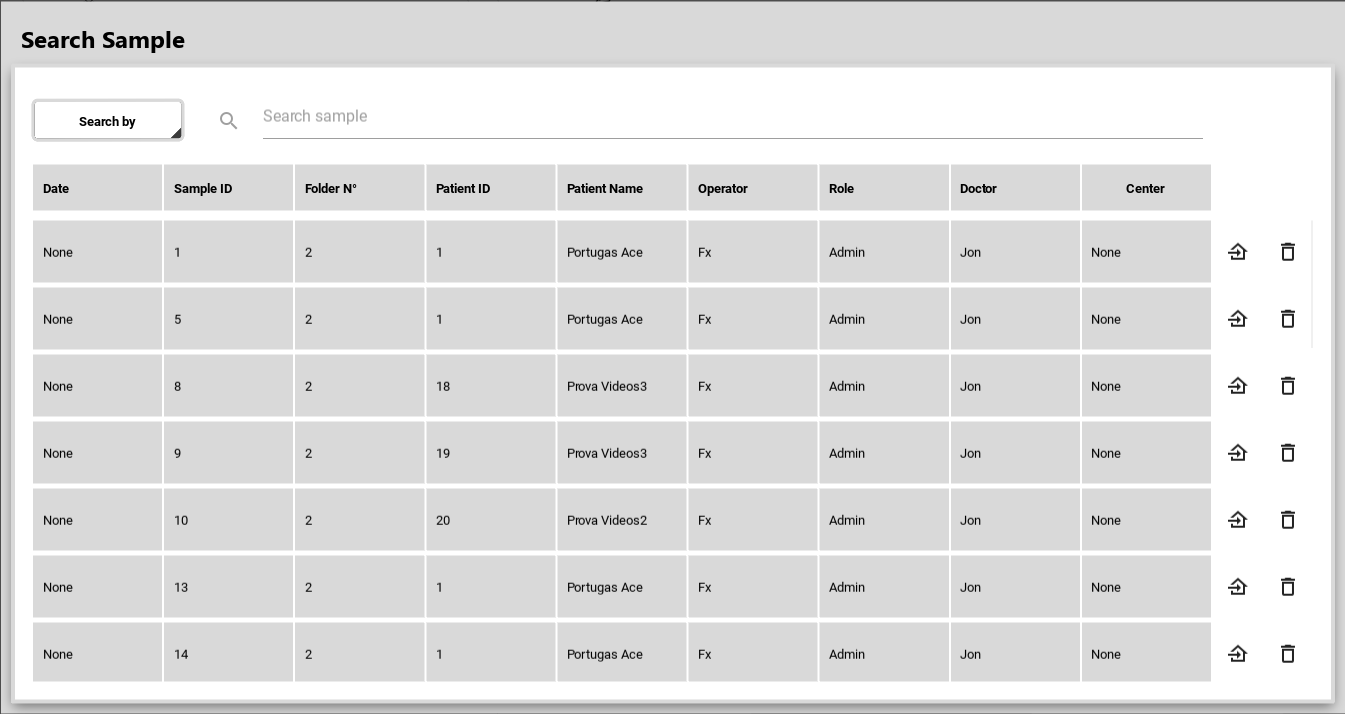 Search Sample
Search by Search sample
Date Sample ID Folder N° Patient ID Patient Name Operator Role Doctor Center
None 1 2 1 Portugas Ace Fx Admin Jon None
None 5 2 1 Portugas Ace Fx Admin Jon None
None 8 2 18 Prova Videos3 Fx Admin Jon None
None 9 2 19 Prova Videos3 Fx Admin Jon None
None 10 2 20 Prova Videos2 Fx Admin Jon None
None 13 2 1 Portugas Ace Fx Admin Jon None
None 14 2 1 Portugas Ace Fx Admin Jon None